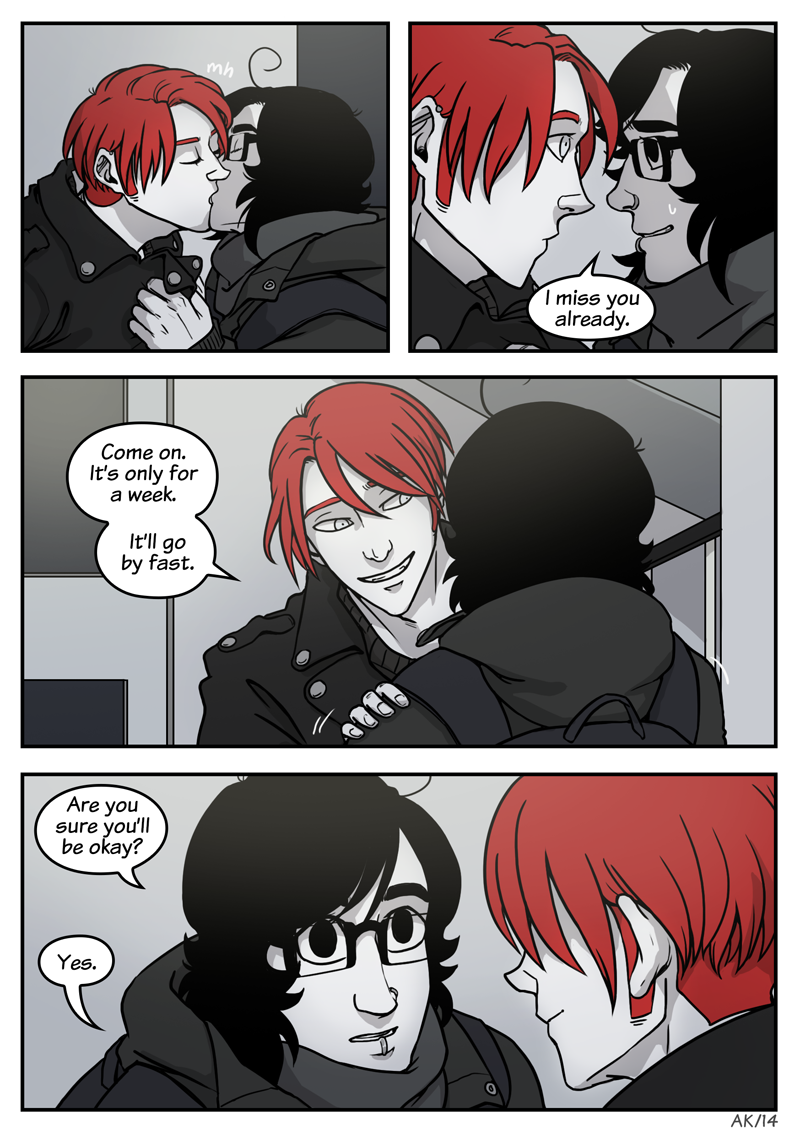 mh
I miss you
already.
Come on.
It's only for
a week.
It'll go
by fast.
Are you
sure you'll
be okay?
Yes.
AK/14